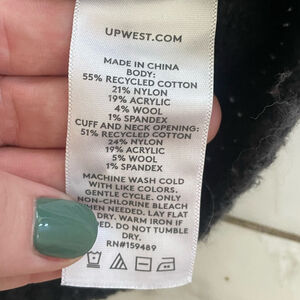 UPWEST.COM
MADE IN CHINA
BODY:
55% RECYCLED COTTON
21% NYLON
19% ACRYLIC
4% WOOL
1% SPANDEX
CUFF AND NECK OPENING:
51% RECYCLED COTTON
24% NYLON
19% ACRYLIC
5% WOOL
1% SPANDEX
MACHINE WASH COLD
WITH LIKE COLORS.
GENTLE CYCLE. ONLY
NON-CHLORINE BLEACH
WHEN NEEDED. LAY FLAT
DRY. WARM IRON IF
DO NOT TUMBLE
DRY.
RN#159489